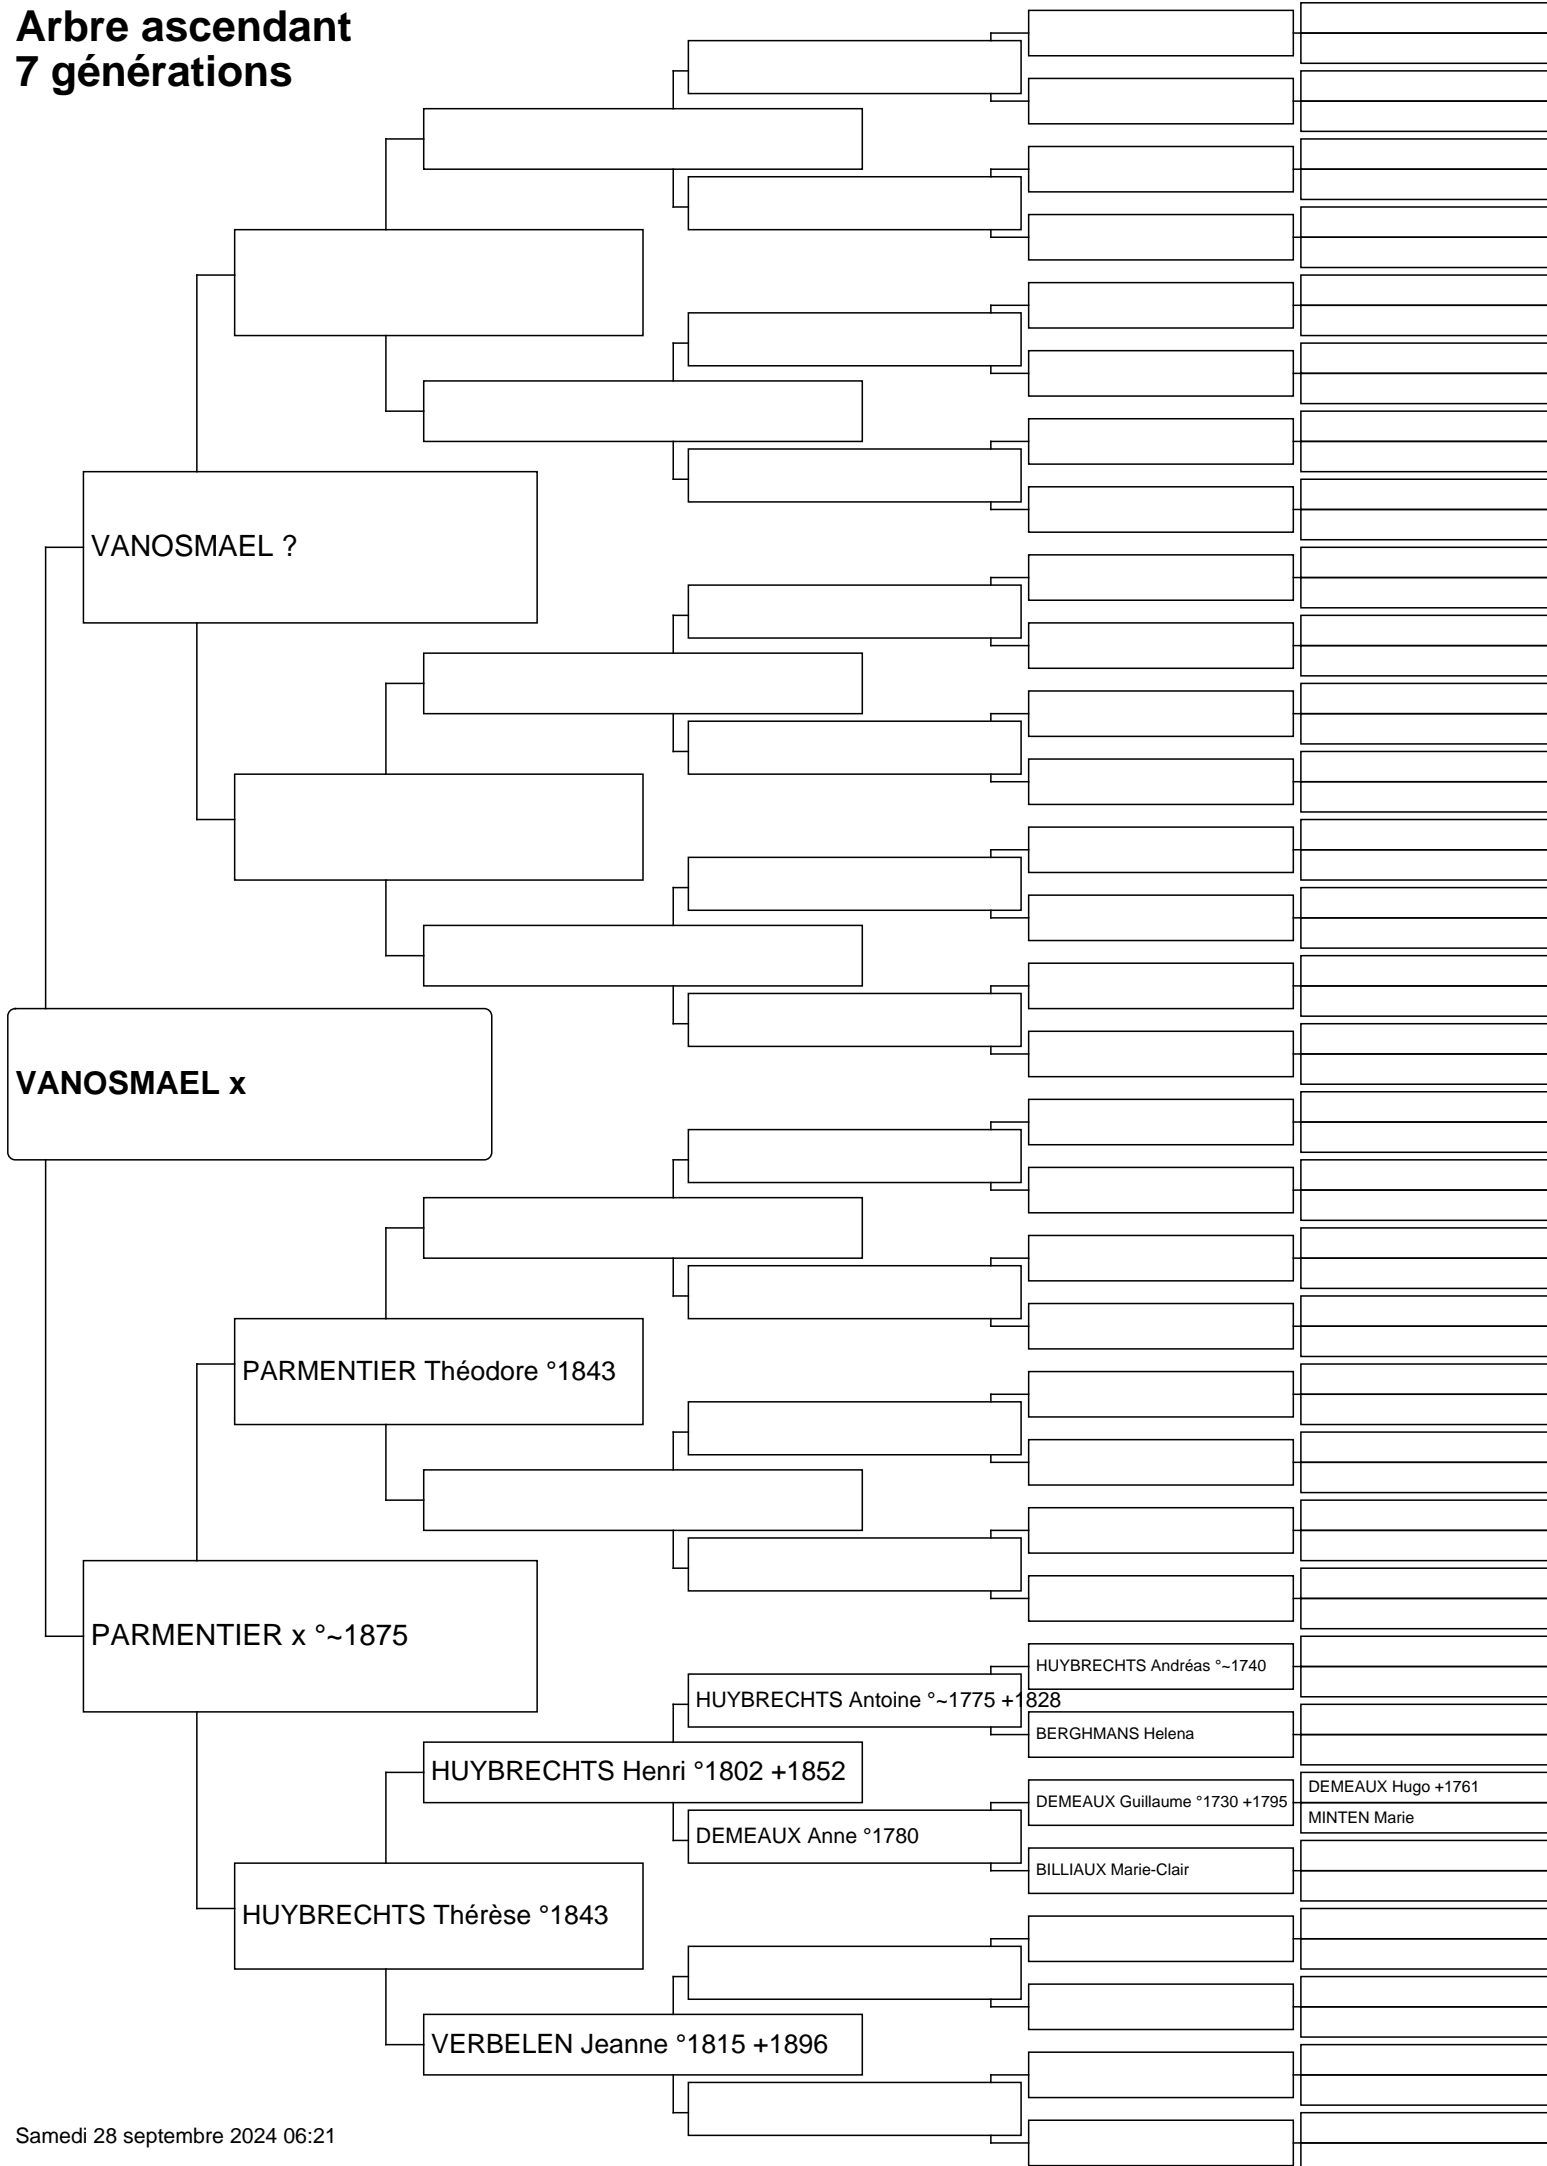 Arbre ascendant
7 générations
VANOSMAEL ?
VANOSMAEL x
PARMENTIER Théodore °1843
PARMENTIER x °~1875
HUYBRECHTS Andréas °~1740
HUYBRECHTS Antoine °~1775 +1828
BERGHMANS Helena
HUYBRECHTS Henri °1802 +1852
DEMEAUX Hugo +1761
DEMEAUX Guillaume °1730 +1795
MINTEN Marie
DEMEAUX Anne °1780
BILLIAUX Marie-Clair
HUYBRECHTS Thérèse °1843
VERBELEN Jeanne °1815 +1896
Samedi 28 septembre 2024 06:21